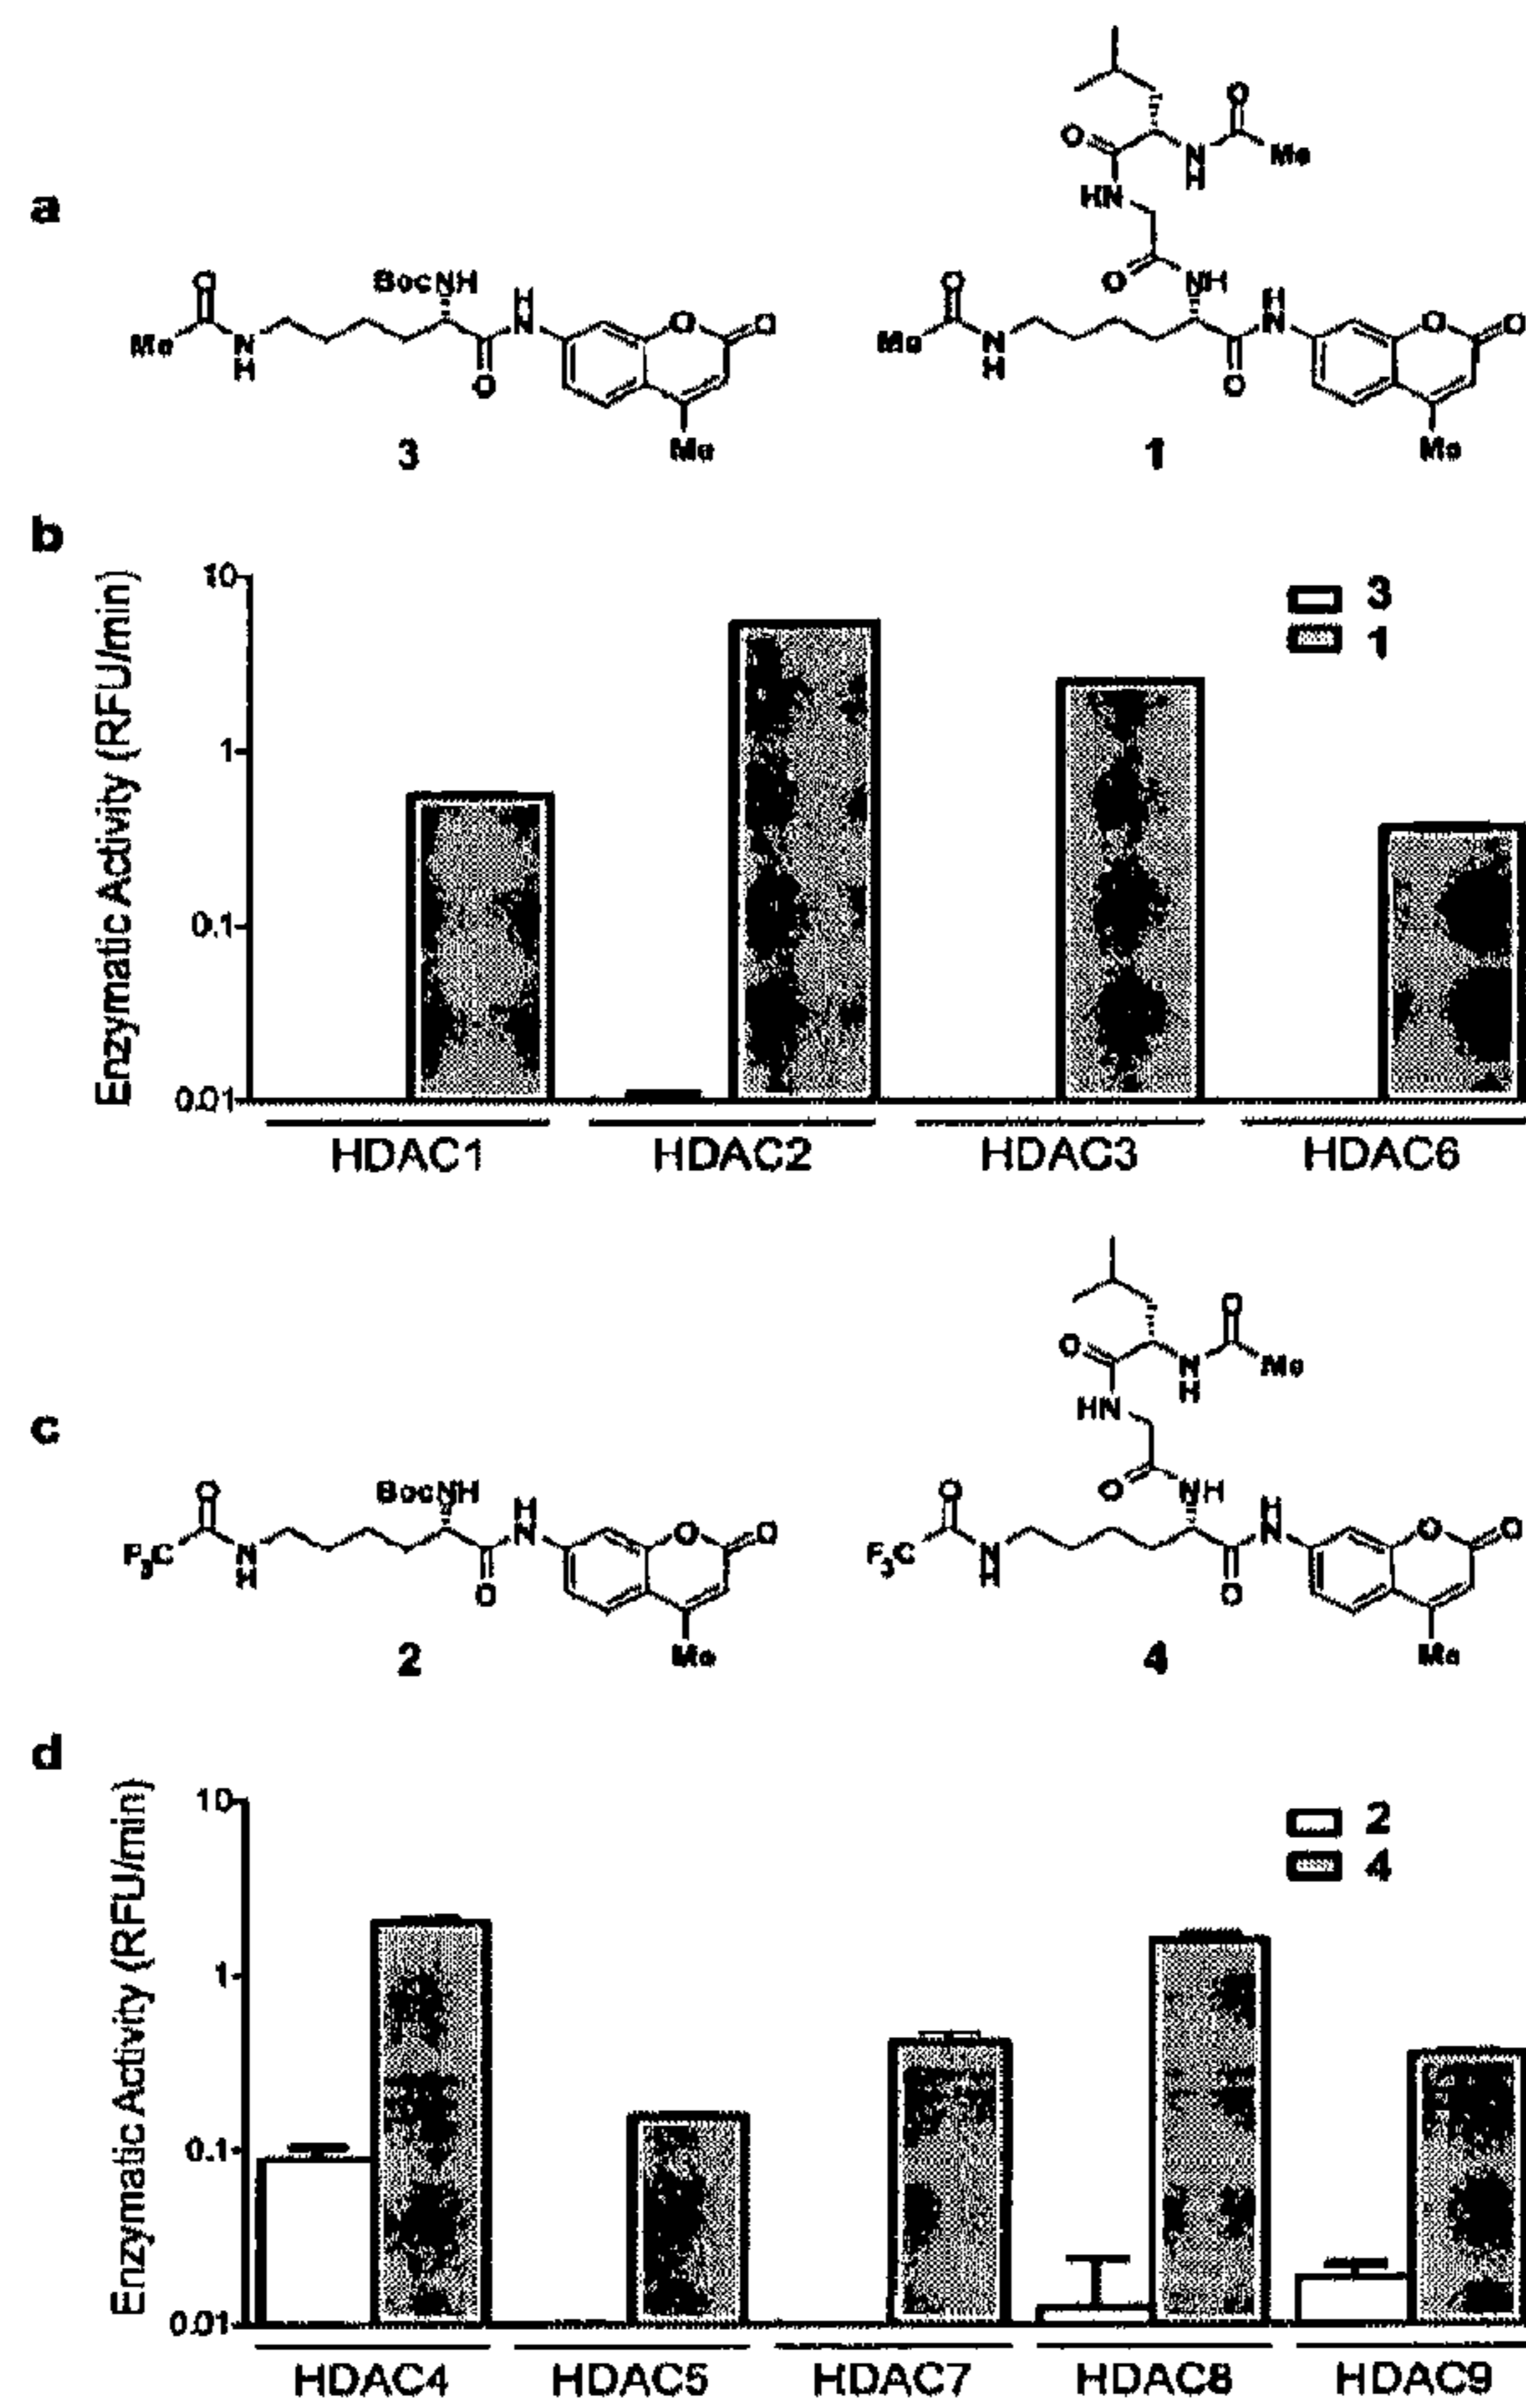 a
O
Me
N
H
BocNH
H
N
O
O
O
Me
3
O
O
N
H
Me
HN
O
NH
O
Me
N
H
H
N
O
O
O
Me
1
b
Enzymatic Activity (RFU/min)
10
1
0.1
0.01
3
1
HDAC1 HDAC2 HDAC3 HDAC6
c
O
F3C
N
H
BocNH
H
N
O
O
O
Me
2
O
O
N
H
Me
HN
O
NH
O
F3C
N
H
H
N
O
O
O
Me
4
d
Enzymatic Activity (RFU/min)
10
1
0.1
0.01
2
4
HDAC4 HDAC5 HDAC7 HDAC8 HDAC9